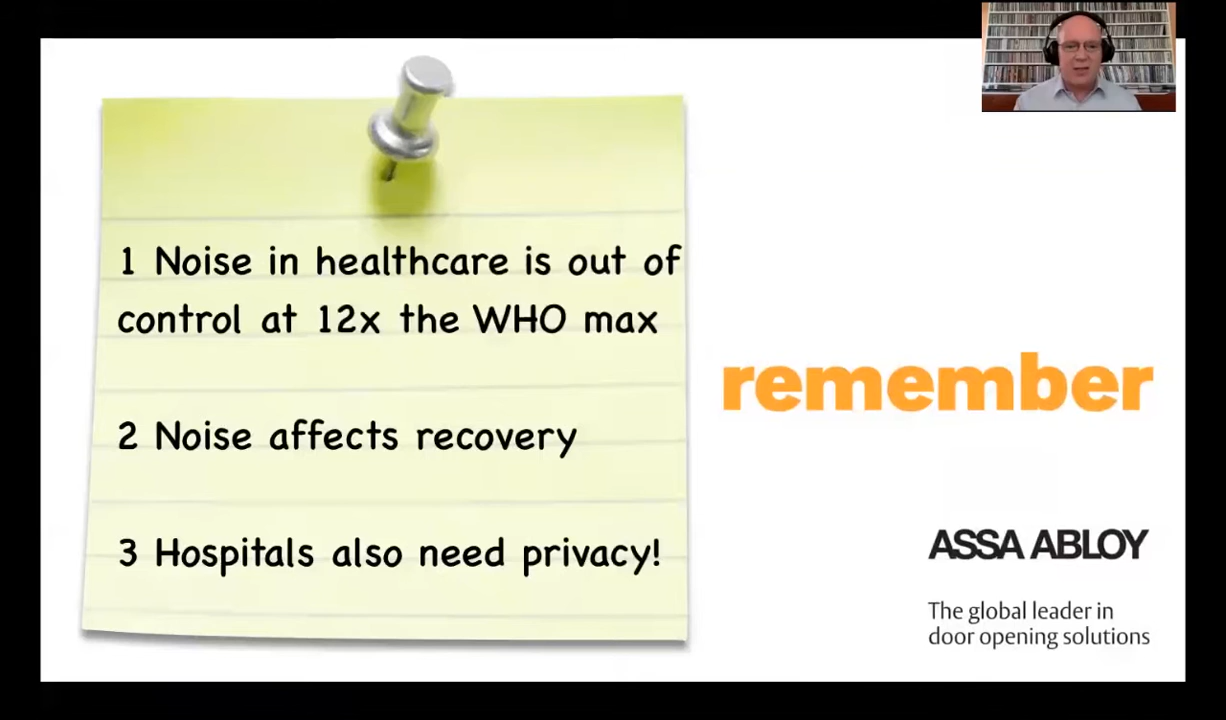 1 Noise in healthcare is out of
control at 12x the WHO max
2 Noise affects recovery
3 Hospitals also need privacy!
remember
ASSA ABLOY
The global leader in
door opening solutions